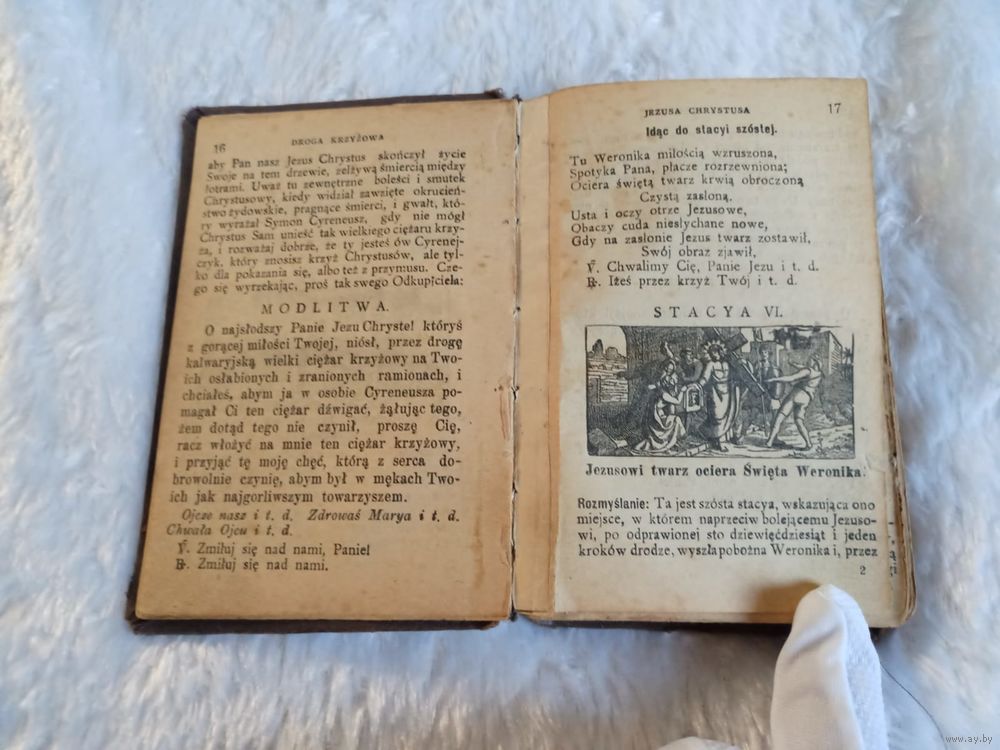 16
DROGA KRZYŻOWA
aby Pan nasz Jezus Chrystus skończył życie
Swoje na tem drzewie, zelżywą śmiercią między
łotrami. Uważ tu zewnętrzne boleści i smutek
Chrystusowy, kiedy widział zawzięte okrucień-
stwo żydowskie, pragnące śmierci, i gwałt, któ-
ry wyrażał Symon Cyreneusz, gdy nie mógł
Chrystus Sam unieść tak wielkiego ciężaru krzy-
ża, i rozważaj dobrze, że ty jesteś ów Cyrenej-
czyk, który znosisz krzyż Chrystusów, ale tyl-
ko dla pokazania się, albo też z przymusu. Cze-
go się wyrzekając, proś tak swego Odkupiciela:
MODLITWA.
O najsłodszy Panie Jezu Chryste! któryś
z gorącej miłości Twojej, niósł, przez drogę
kalwaryjską wielki ciężar krzyżowy na Two-
ich osłabionych i zranionych ramionach, i
chciałeś, abym ja w osobie Cyreneusza po-
magał Ci ten ciężar dźwigać, żąłując tego,
żem dotąd tego nie czynił, proszę Cię,
racz włożyć na mnie ten ciężar krzyżowy,
i przyjąć tę moję chęć, którą z serca do-
browolnie czynię, abym był w mękach Two-
ich jak najgorliwszym towarzyszem.
Ojcze nasz i t. d. Zdrowaś Marya i t. d.
Chwała Ojcu i t. d.
℣. Zmiłuj się nad nami, Panie!
℟. Zmiłuj się nad nami.
JEZUSA CHRYSTUSA
17
Idąc do stacyi szóstej.
Tu Weronika miłością wzruszona,
Spotyka Pana, płacze rozrzewniona;
Ociera świętą twarz krwią obroczoną
Czystą zasłoną.
Usta i oczy otrze Jezusowe,
Obaczy cuda niesłychane nowe,
Gdy na zasłonie Jezus twarz zostawił,
Swój obraz zjawił,
℣. Chwalimy Cię, Panie Jezu i t. d.
℟. Iżeś przez krzyż Twój i t. d.
STACYA VI.
Jezusowi twarz ociera Święta Weronika.
Rozmyślanie: Ta jest szósta stacya, wskazująca ono
miejsce, w którem naprzeciw bolejącemu Jezuso-
wi, po odprawionej sto dziewięćdziesiąt i jeden
kroków drodze, wyszła pobożna Weronika i, przez
2
www.ay.by